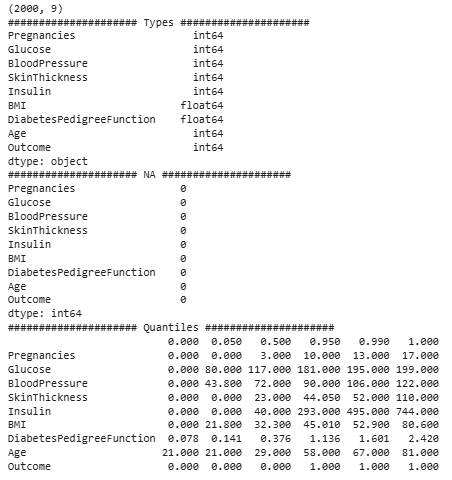 (2000, 9)
##################### Types #####################
Pregnancies                   int64
Glucose                       int64
BloodPressure                 int64
SkinThickness                 int64
Insulin                       int64
BMI                         float64
DiabetesPedigreeFunction    float64
Age                           int64
Outcome                       int64
dtype: object
##################### NA #####################
Pregnancies                 0
Glucose                     0
BloodPressure               0
SkinThickness               0
Insulin                     0
BMI                         0
DiabetesPedigreeFunction    0
Age                         0
Outcome                     0
dtype: int64
##################### Quantiles #####################
                          0.000  0.050   0.500   0.950   0.990   1.000
Pregnancies               0.000  0.000   3.000  10.000  13.000  17.000
Glucose                   0.000 80.000 117.000 181.000 195.000 199.000
BloodPressure             0.000 43.800  72.000  90.000 106.000 122.000
SkinThickness             0.000  0.000  23.000  44.050  52.000 110.000
Insulin                   0.000  0.000  40.000 293.000 495.000 744.000
BMI                       0.000 21.800  32.300  45.010  52.900  80.600
DiabetesPedigreeFunction  0.078  0.141   0.376   1.136   1.601   2.420
Age                      21.000 21.000  29.000  58.000  67.000  81.000
Outcome                   0.000  0.000   0.000   1.000   1.000   1.000